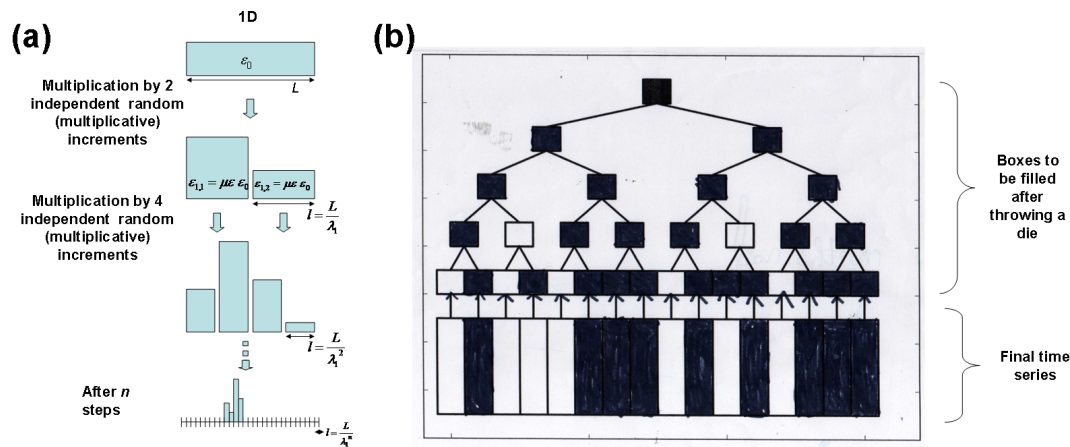 (a)
1D
ε₀
L
Multiplication by 2
independent random
(multiplicative)
increments
ε₁,₁ = με ε₀
ε₁,₂ = με ε₀
l = L/λ₁
Multiplication by 4
independent random
(multiplicative)
increments
l = L/λ₁²
After n
steps
l = L/λ₁ⁿ
(b)
Boxes to
be filled
after
throwing a
die
Final time
series